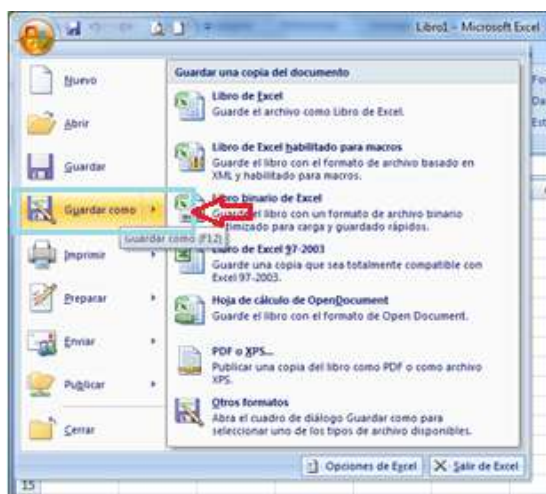 Libro1 - Microsoft Excel
Nuevo
Abrir
Guardar
Guardar como
Guardar como (F12)
Imprimir
Preparar
Enviar
Publicar
Cerrar
Guardar una copia del documento
Libro de Excel
Guarde el archivo como Libro de Excel.
Libro de Excel habilitado para macros
Guarde el libro con el formato de archivo basado en
XML y habilitado para macros.
Libro binario de Excel
Guarde el libro con un formato de archivo binario
optimizado para carga y guardado rápidos.
Libro de Excel 97-2003
Guarde una copia que sea totalmente compatible con
Excel 97-2003.
Hoja de cálculo de OpenDocument
Guarde el libro con el formato de Open Document.
PDF o XPS...
Publicar una copia del libro como PDF o como archivo
XPS.
Otros formatos
Abra el cuadro de diálogo Guardar como para
seleccionar uno de los tipos de archivo disponibles.
Opciones de Excel
Salir de Excel
Fo
Da
Est
15